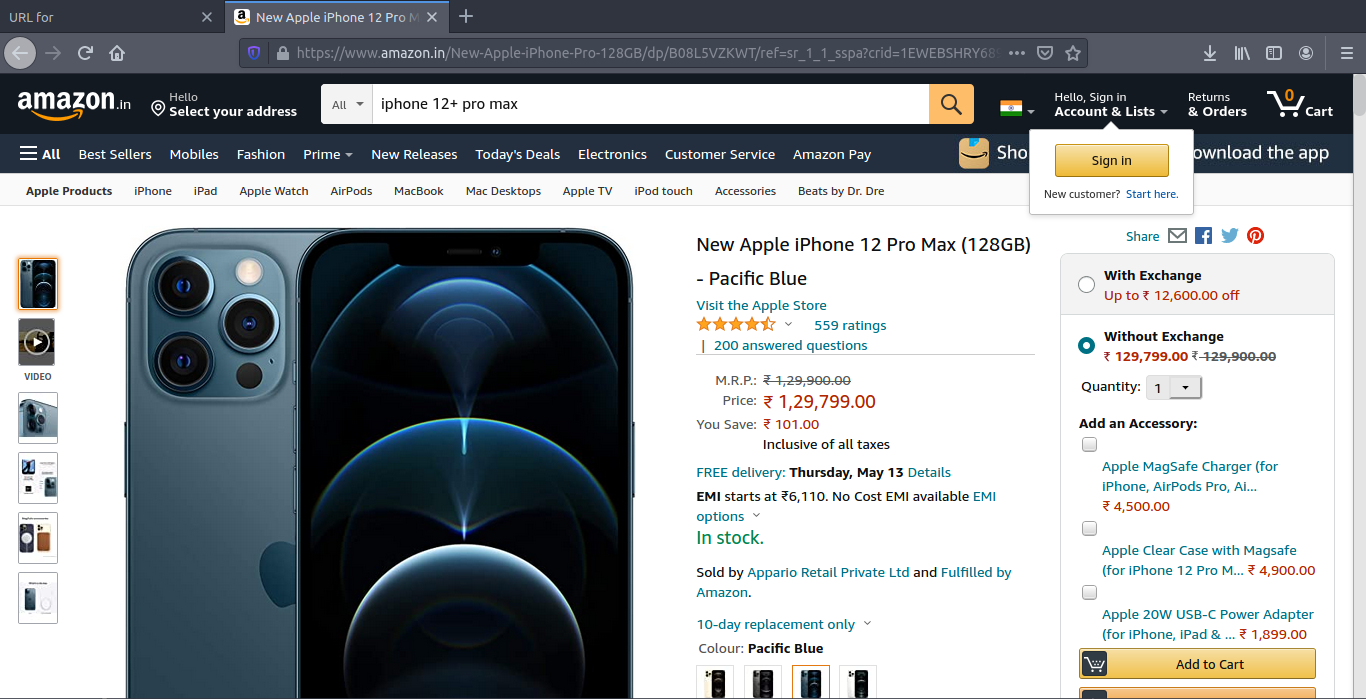 URL for
New Apple iPhone 12 Pro M
https://www.amazon.in/New-Apple-iPhone-Pro-128GB/dp/B08L5VZKWT/ref=sr_1_1_sspa?crid=1EWEBSHRY68
amazon.in
Hello
Select your address
All
iphone 12+ pro max
Hello, Sign in
Account & Lists
Returns
& Orders
0
Cart
All
Best Sellers
Mobiles
Fashion
Prime
New Releases
Today's Deals
Electronics
Customer Service
Amazon Pay
Sho
ownload the app
Sign in
New customer? Start here.
Apple Products
iPhone
iPad
Apple Watch
AirPods
MacBook
Mac Desktops
Apple TV
iPod touch
Accessories
Beats by Dr. Dre
VIDEO
New Apple iPhone 12 Pro Max (128GB)
- Pacific Blue
Visit the Apple Store
559 ratings
| 200 answered questions
M.R.P.: ₹ 1,29,900.00
Price: ₹ 1,29,799.00
You Save: ₹ 101.00
Inclusive of all taxes
FREE delivery: Thursday, May 13 Details
EMI starts at ₹6,110. No Cost EMI available EMI
options
In stock.
Sold by Appario Retail Private Ltd and Fulfilled by
Amazon.
10-day replacement only
Colour: Pacific Blue
Share
With Exchange
Up to ₹ 12,600.00 off
Without Exchange
₹ 129,799.00 ₹ 129,900.00
Quantity: 1
Add an Accessory:
Apple MagSafe Charger (for
iPhone, AirPods Pro, Ai...
₹ 4,500.00
Apple Clear Case with Magsafe
(for iPhone 12 Pro M... ₹ 4,900.00
Apple 20W USB-C Power Adapter
(for iPhone, iPad & ... ₹ 1,899.00
Add to Cart